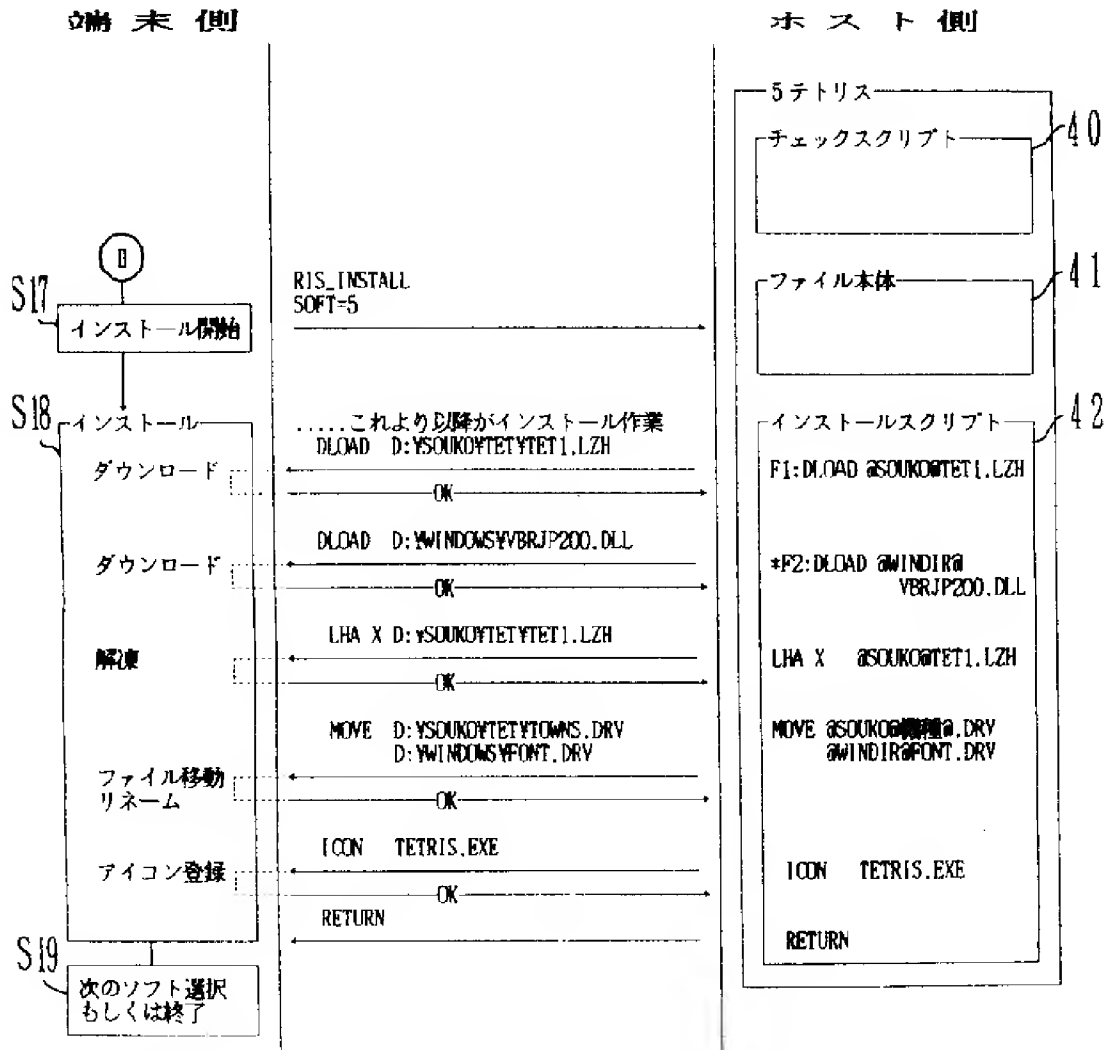 端末側
ホスト側
5テトリス
チェックスクリプト
40
S17
インストール開始
RIS_INSTALL
SOFT=5
ファイル本体
41
S18
インストール
.....これより以降がインストール作業
インストールスクリプト
42
ダウンロード
DLOAD D:¥SOUKO¥TET¥TET1.LZH
OK
F1:DLOAD @SOUKO@TET1.LZH
ダウンロード
DLOAD D:¥WINDOWS¥VBRJP200.DLL
OK
*F2:DLOAD @WINDIR@
VBRJP200.DLL
解凍
LHA X D:¥SOUKO¥TET¥TET1.LZH
OK
LHA X @SOUKO@TET1.LZH
ファイル移動
リネーム
MOVE D:¥SOUKO¥TET¥TOWNS.DRV
D:¥WINDOWS¥FONT.DRV
OK
MOVE @SOUKO@機種@.DRV
@WINDIR@FONT.DRV
アイコン登録
ICON TETRIS.EXE
OK
ICON TETRIS.EXE
RETURN
RETURN
S19
次のソフト選択
もしくは終了